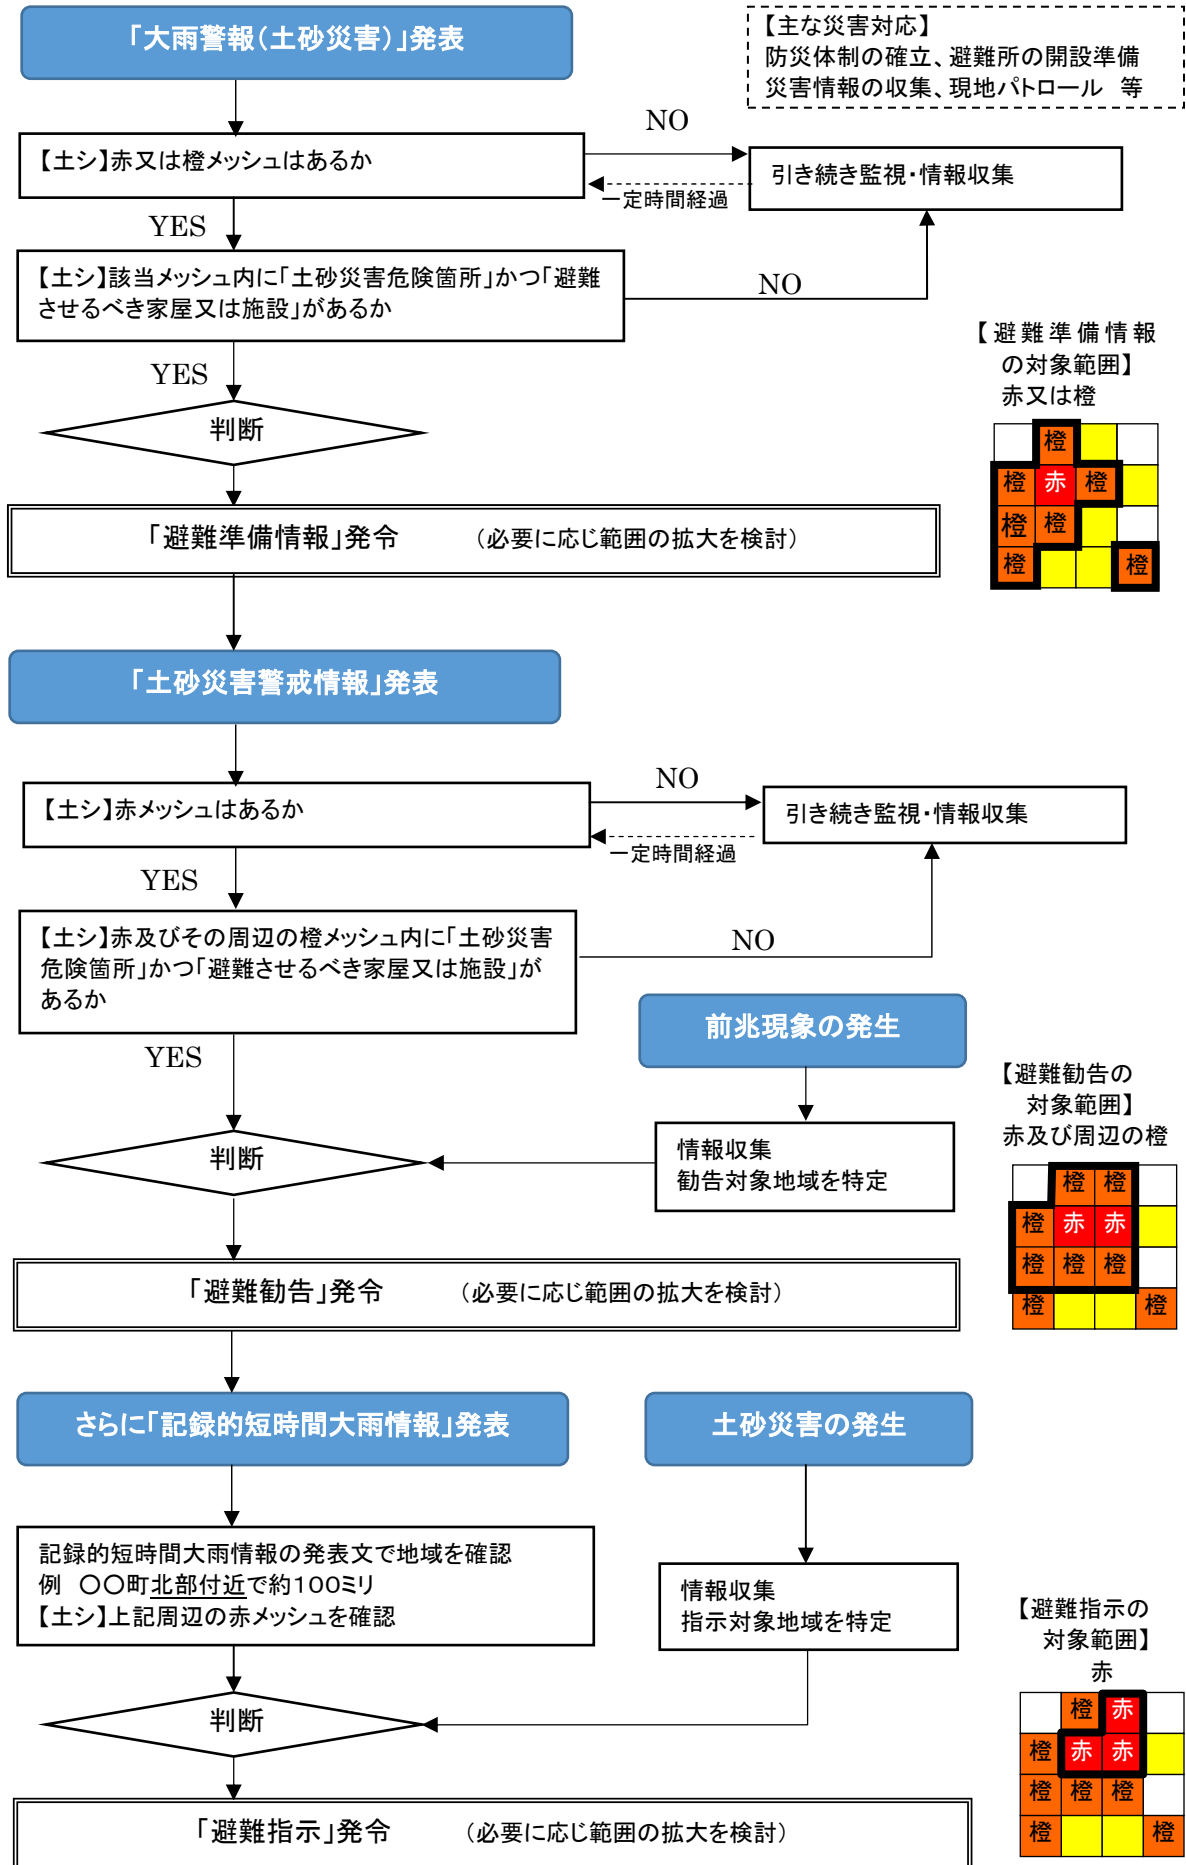 「大雨警報(土砂災害)」発表
【主な災害対応】
防災体制の確立、避難所の開設準備
災害情報の収集、現地パトロール 等
【土シ】赤又は橙メッシュはあるか
NO
引き続き監視・情報収集
一定時間経過
YES
【土シ】該当メッシュ内に「土砂災害危険箇所」かつ「避難
させるべき家屋又は施設」があるか
NO
YES
判断
【避難準備情報
の対象範囲】
赤又は橙
橙
橙 赤 橙
橙 橙
橙 橙
「避難準備情報」発令 (必要に応じ範囲の拡大を検討)
「土砂災害警戒情報」発表
【土シ】赤メッシュはあるか
NO
引き続き監視・情報収集
一定時間経過
YES
【土シ】赤及びその周辺の橙メッシュ内に「土砂災害
危険箇所」かつ「避難させるべき家屋又は施設」が
あるか
NO
YES
前兆現象の発生
情報収集
勧告対象地域を特定
判断
【避難勧告の
対象範囲】
赤及び周辺の橙
橙 橙
橙 赤 赤
橙 橙 橙
橙 橙
「避難勧告」発令 (必要に応じ範囲の拡大を検討)
さらに「記録的短時間大雨情報」発表
土砂災害の発生
記録的短時間大雨情報の発表文で地域を確認
例 〇〇町北部付近で約100ミリ
【土シ】上記周辺の赤メッシュを確認
情報収集
指示対象地域を特定
判断
【避難指示の
対象範囲】
赤
橙 赤
橙 赤 赤
橙 橙 橙
橙 橙
「避難指示」発令 (必要に応じ範囲の拡大を検討)